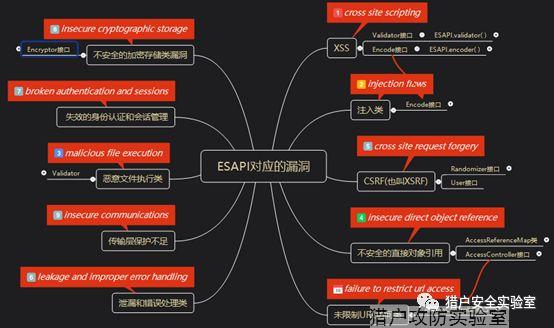 8 insecure cryptographic storage
Encryptor接口
不安全的加密存储类漏洞
7 broken authentication and sessions
失效的身份认证和会话管理
3 malicious file execution
Validator
恶意文件执行类
9 insecure communications
传输层保护不足
6 leakage and improper error handling
泄漏和错误处理类
ESAPI对应的漏洞
1 cross site scripting
XSS
Validator接口
ESAPI.validator( )
Encode接口
ESAPI.encoder( )
2 injection flaws
注入类
Encode接口
5 cross site request forgery
CSRF(也叫XSRF)
Randomizer接口
User接口
4 insecure direct object reference
不安全的直接对象引用
AccessReferenceMap类
AccessController接口
10 failure to restrict url access
未限制URL
猎户攻防实验室
猎户安全实验室